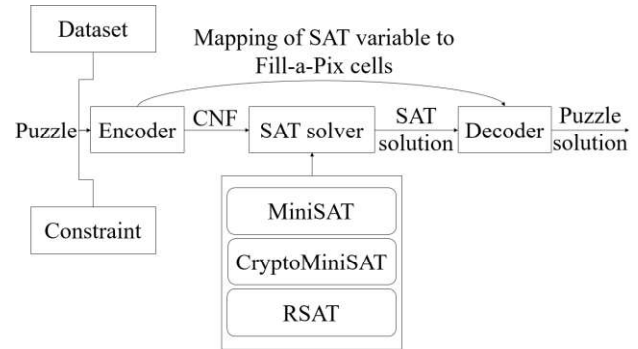 Dataset
Mapping of SAT variable to
Fill-a-Pix cells
Puzzle
Encoder
CNF
SAT solver
SAT
solution
Decoder
Puzzle
solution
Constraint
MiniSAT
CryptoMiniSAT
RSAT